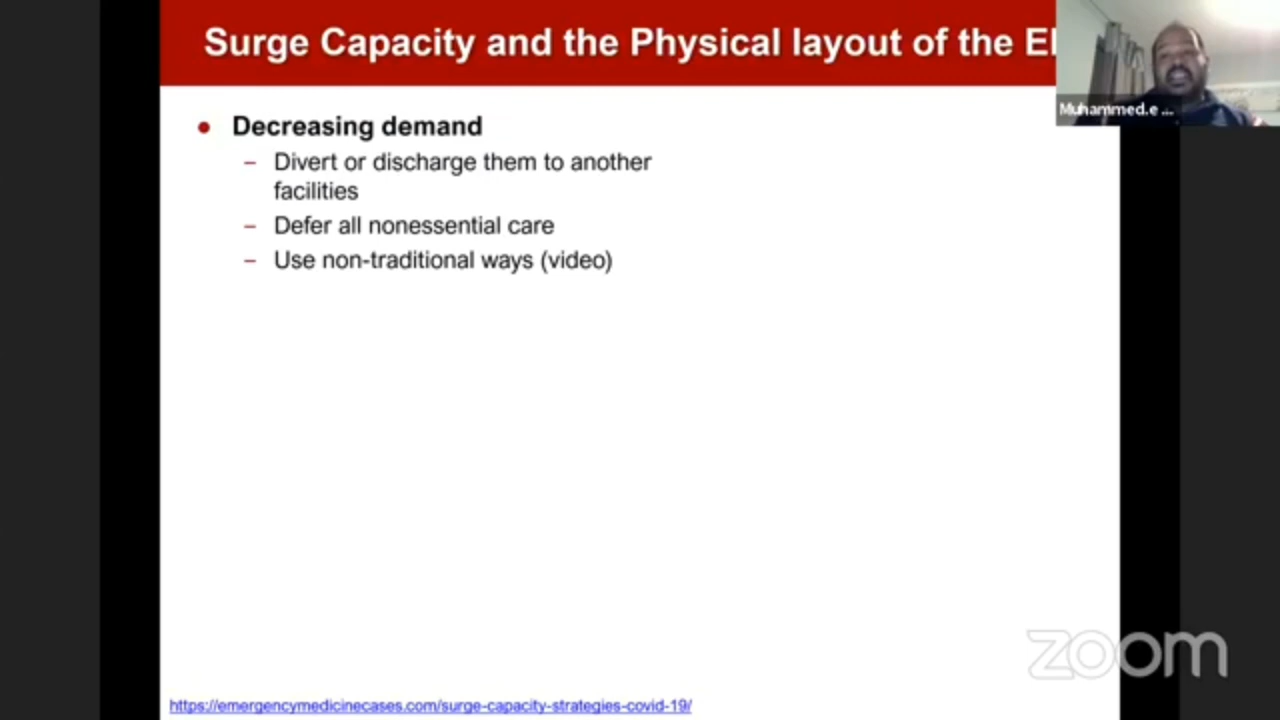 Surge Capacity and the Physical layout of the
Muhammed.e ...
● Decreasing demand
– Divert or discharge them to another
facilities
– Defer all nonessential care
– Use non-traditional ways (video)
zoom
https://emergencymedicinecases.com/surge-capacity-strategies-covid-19/